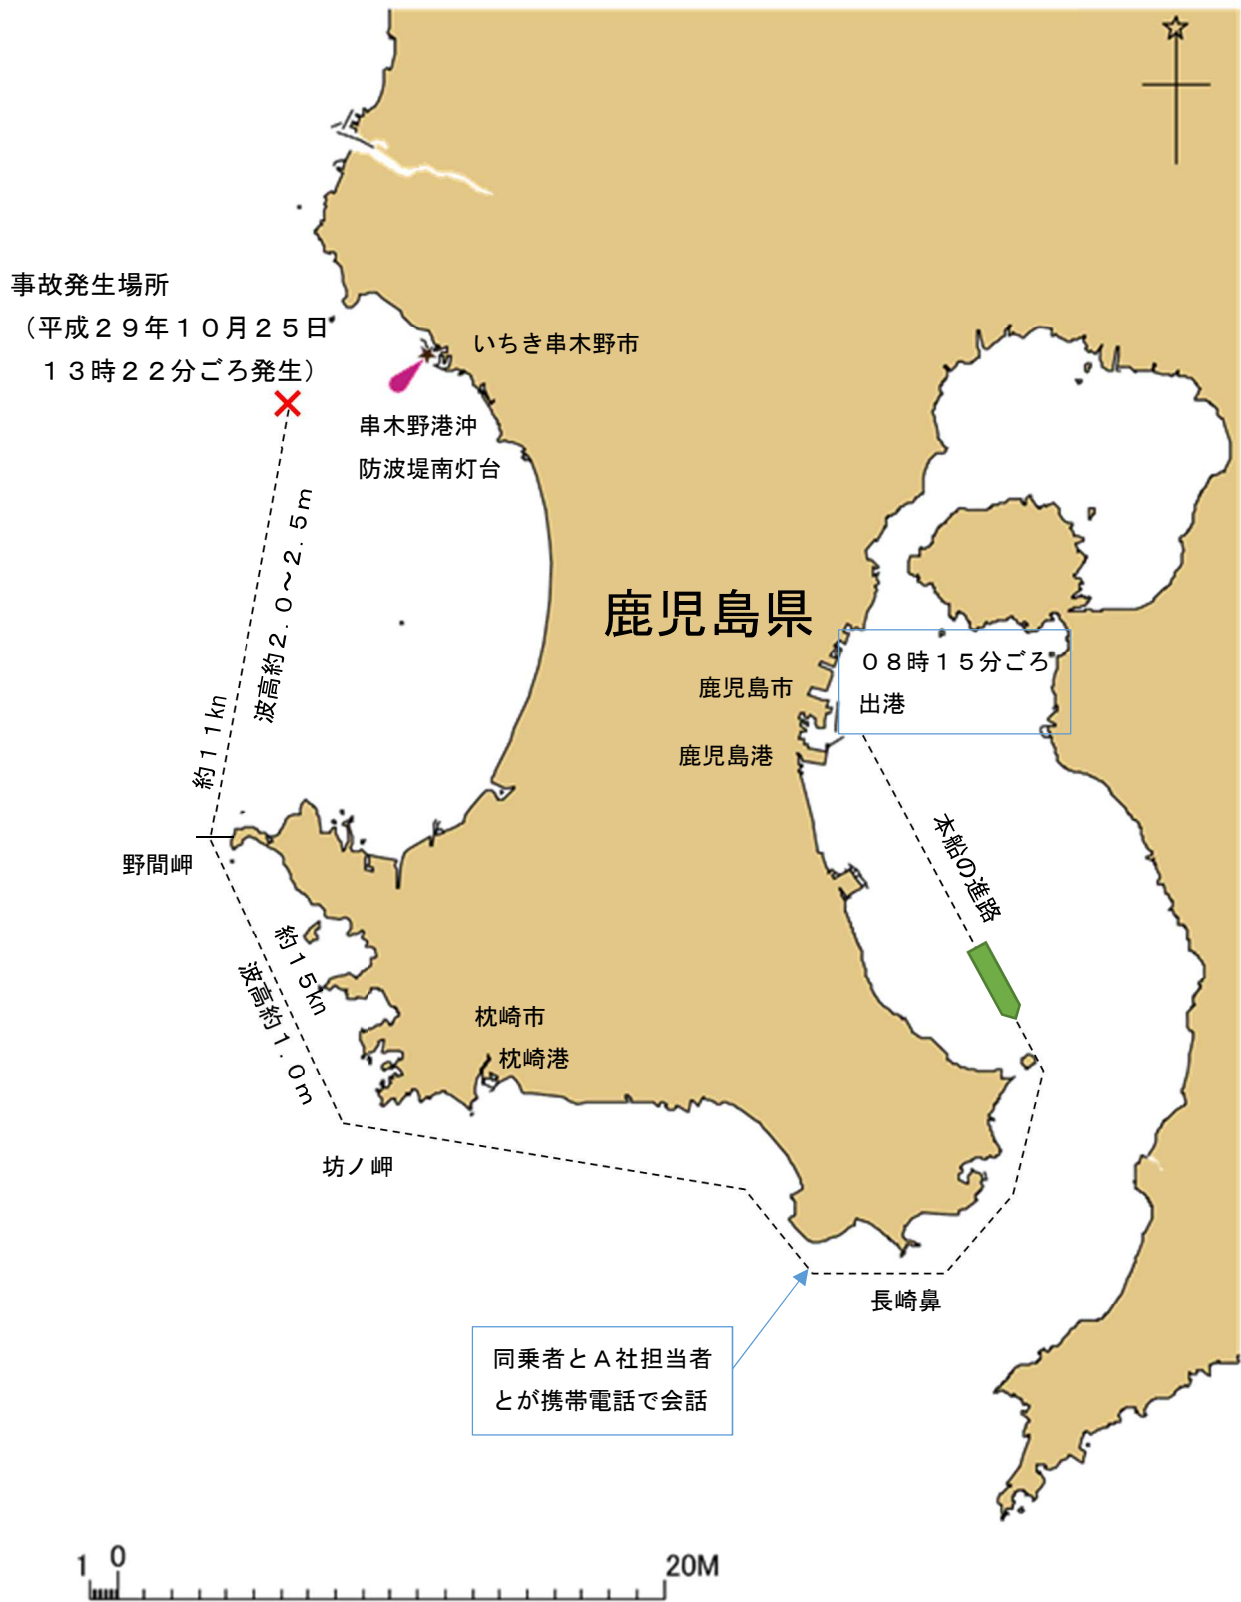 事故発生場所
（平成２９年１０月２５日
１３時２２分ごろ発生）
いちき串木野市
串木野港沖
防波堤南灯台
波高約２.０～２.５ｍ
約１１kn
鹿児島県
０８時１５分ごろ
出港
鹿児島市
鹿児島港
本船の進路
野間岬
約１５kn
波高約１.０ｍ
枕崎市
枕崎港
坊ノ岬
長崎鼻
同乗者とＡ社担当者
とが携帯電話で会話
1 0 20M